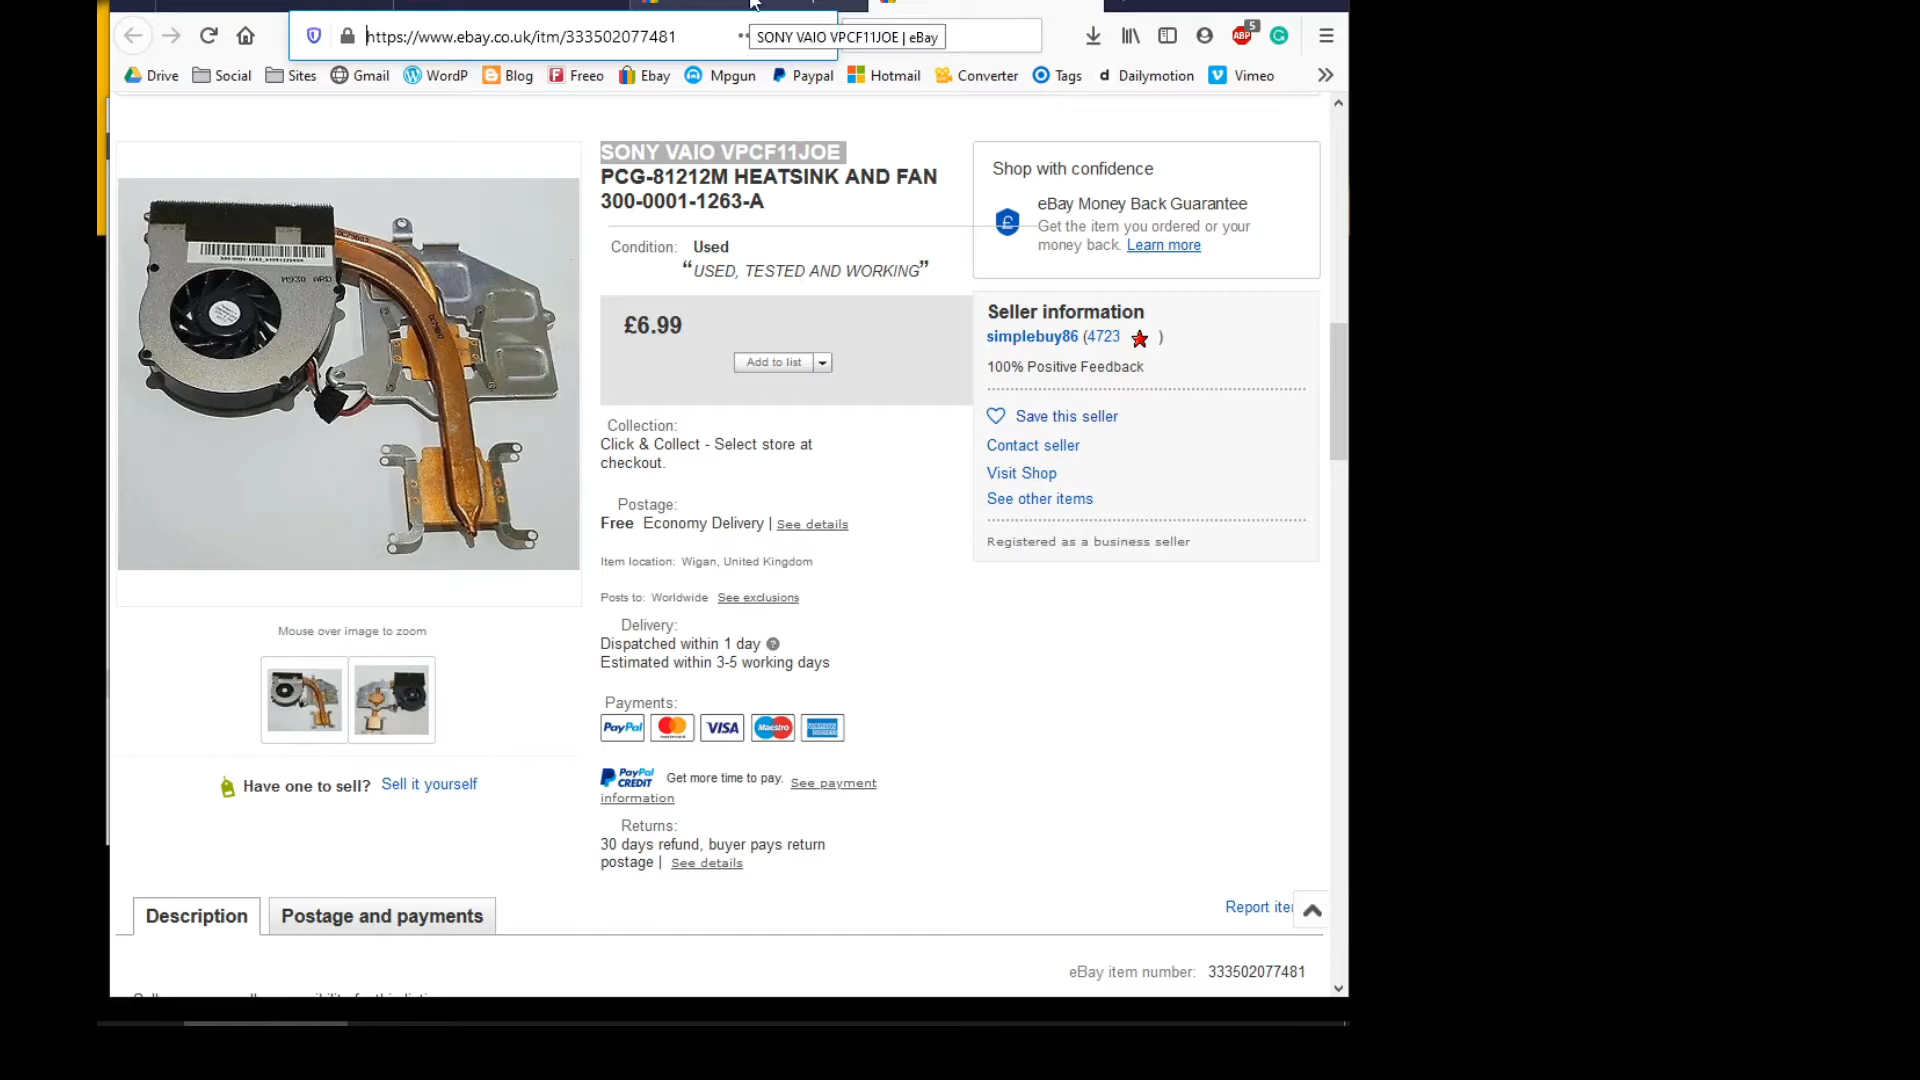 https://www.ebay.co.uk/itm/333502077481
SONY VAIO VPCF11JOE | eBay
5
ABP
Drive Social Sites Gmail WordP Blog Freeo Ebay Mpgun Paypal Hotmail Converter Tags Dailymotion Vimeo
SONY VAIO VPCF11JOE
PCG-81212M HEATSINK AND FAN
300-0001-1263-A
Condition: Used
“USED, TESTED AND WORKING”
£6.99
Add to list
Collection:
Click & Collect - Select store at
checkout.
Postage:
Free Economy Delivery | See details
Item location: Wigan, United Kingdom
Posts to: Worldwide See exclusions
Delivery:
Dispatched within 1 day
Estimated within 3-5 working days
Payments:
PayPal VISA Maestro
PayPal CREDIT Get more time to pay. See payment
information
Returns:
30 days refund, buyer pays return
postage | See details
Shop with confidence
eBay Money Back Guarantee
Get the item you ordered or your
money back. Learn more
Seller information
simplebuy86 (4723 )
100% Positive Feedback
Save this seller
Contact seller
Visit Shop
See other items
Registered as a business seller
M930 ARD
Mouse over image to zoom
Have one to sell? Sell it yourself
Description Postage and payments
eBay item number: 333502077481